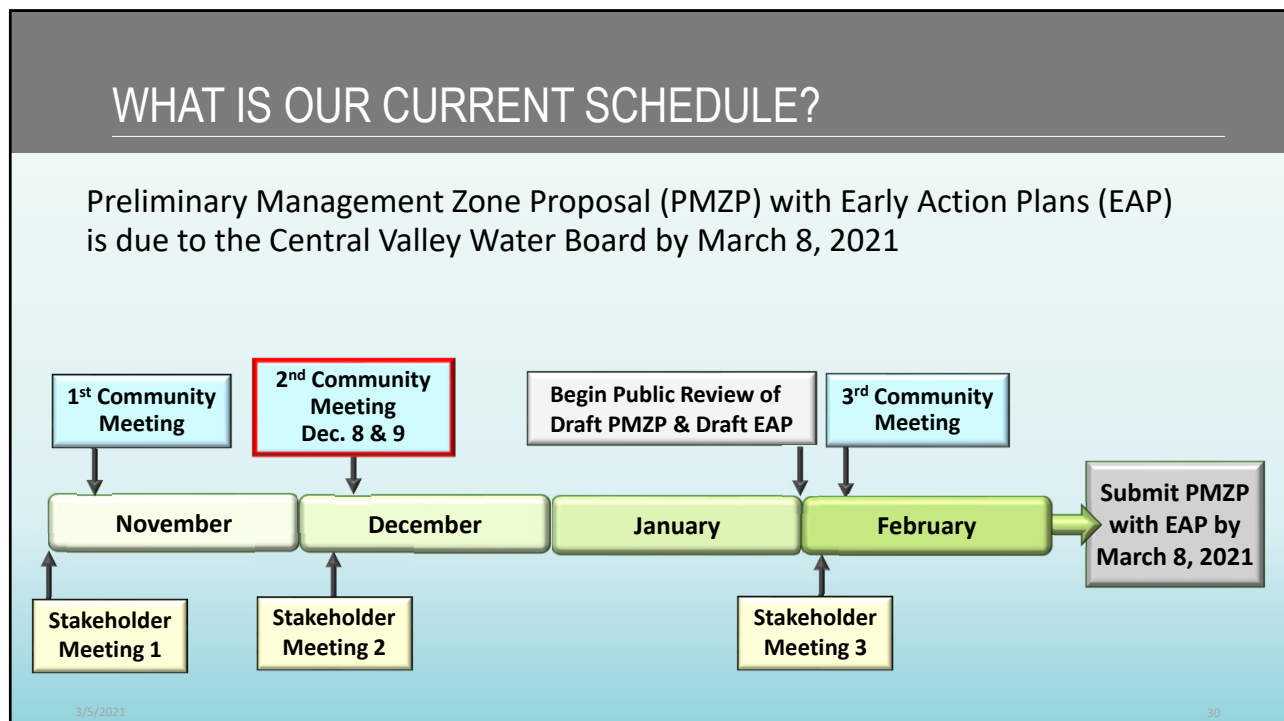 WHAT IS OUR CURRENT SCHEDULE?
Preliminary Management Zone Proposal (PMZP) with Early Action Plans (EAP)
is due to the Central Valley Water Board by March 8, 2021
1st Community
Meeting
2nd Community
Meeting
Dec. 8 & 9
Begin Public Review of
Draft PMZP & Draft EAP
3rd Community
Meeting
November
December
January
February
Submit PMZP
with EAP by
March 8, 2021
Stakeholder
Meeting 1
Stakeholder
Meeting 2
Stakeholder
Meeting 3
3/5/2021
30